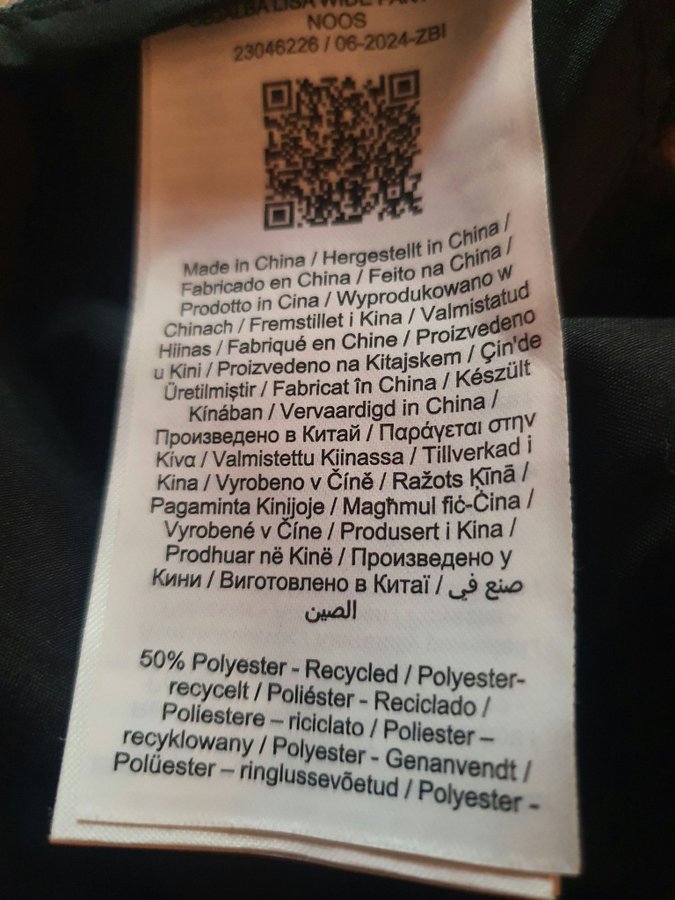 LISA WIDE
NOOS
23046226 / 06-2024-ZBI
Made in China / Hergestellt in China /
Fabricado en China / Feito na China /
Prodotto in Cina / Wyprodukowano w
Chinach / Fremstillet i Kina / Valmistatud
Hiinas / Fabriqué en Chine / Proizvedeno
u Kini / Proizvedeno na Kitajskem / Çin'de
Üretilmiştir / Fabricat în China / Készült
Kínában / Vervaardigd in China /
Произведено в Китай / Παράγεται στην
Κίνα / Valmistettu Kiinassa / Tillverkad i
Kina / Vyrobeno v Číně / Ražots Ķīnā /
Pagaminta Kinijoje / Magħmul fiċ-Ċina /
Vyrobené v Číne / Produsert i Kina /
Prodhuar në Kinë / Произведено у
Кини / Виготовлено в Китаї / صنع في
الصين
50% Polyester - Recycled / Polyester-
recycelt / Poliéster - Reciclado /
Poliestere – riciclato / Poliester –
recyklowany / Polyester - Genanvendt /
Polüester – ringlussevõetud / Polyester -